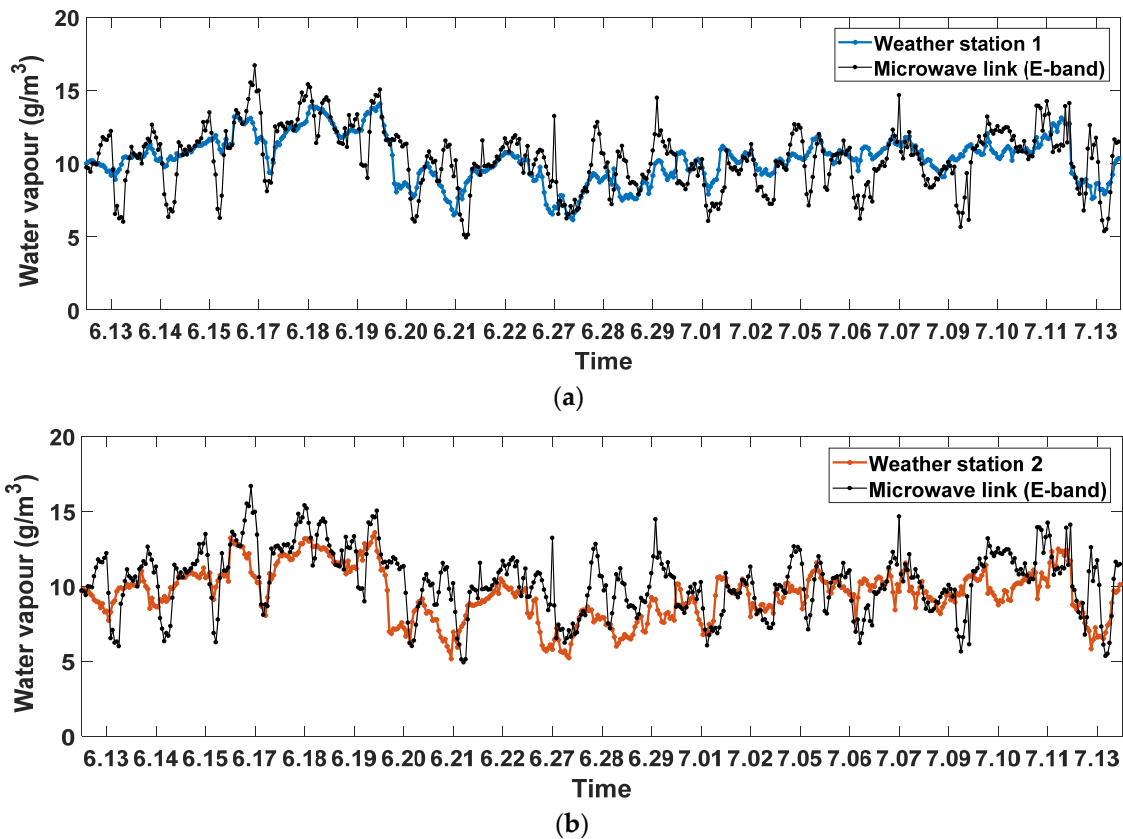 20
15
10
5
0
Water vapour (g/m³)
Weather station 1
Microwave link (E-band)
6.13 6.14 6.15 6.17 6.18 6.19 6.20 6.21 6.22 6.27 6.28 6.29 7.01 7.02 7.05 7.06 7.07 7.09 7.10 7.11 7.13
Time
(a)
20
15
10
5
0
Water vapour (g/m³)
Weather station 2
Microwave link (E-band)
6.13 6.14 6.15 6.17 6.18 6.19 6.20 6.21 6.22 6.27 6.28 6.29 7.01 7.02 7.05 7.06 7.07 7.09 7.10 7.11 7.13
Time
(b)